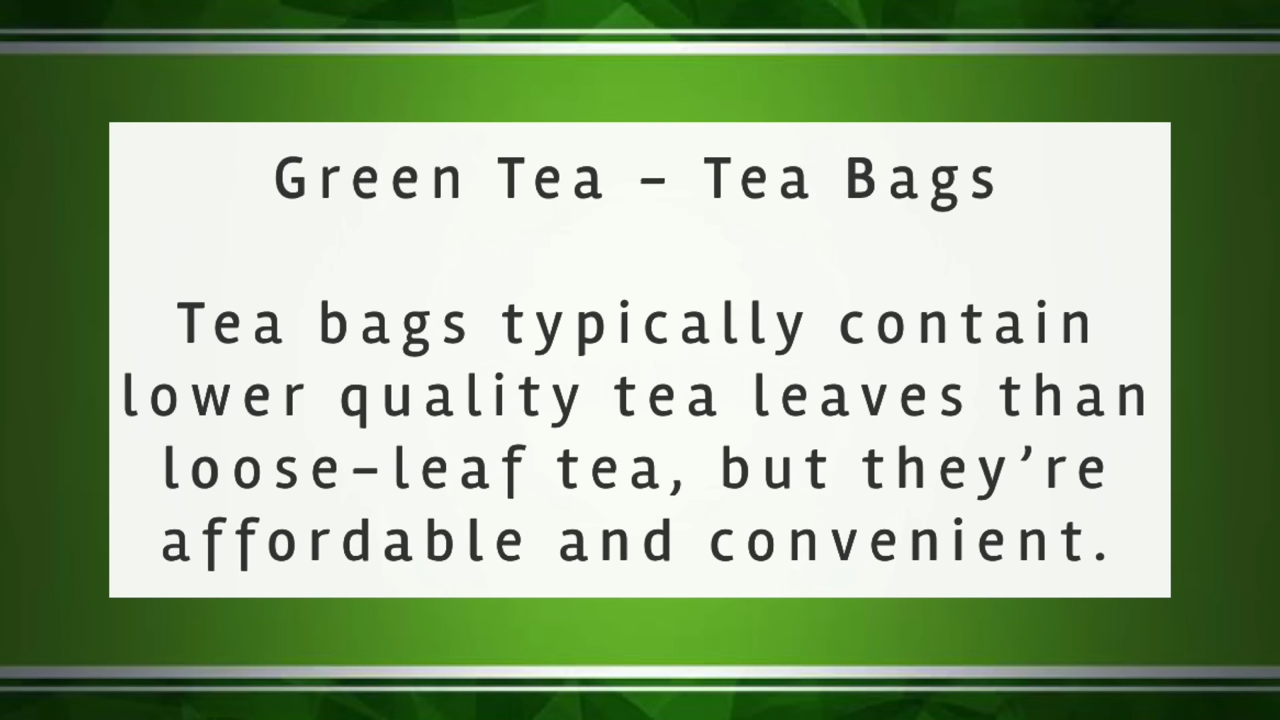 Green Tea – Tea Bags
Tea bags typically contain
lower quality tea leaves than
loose–leaf tea, but they’re
affordable and convenient.